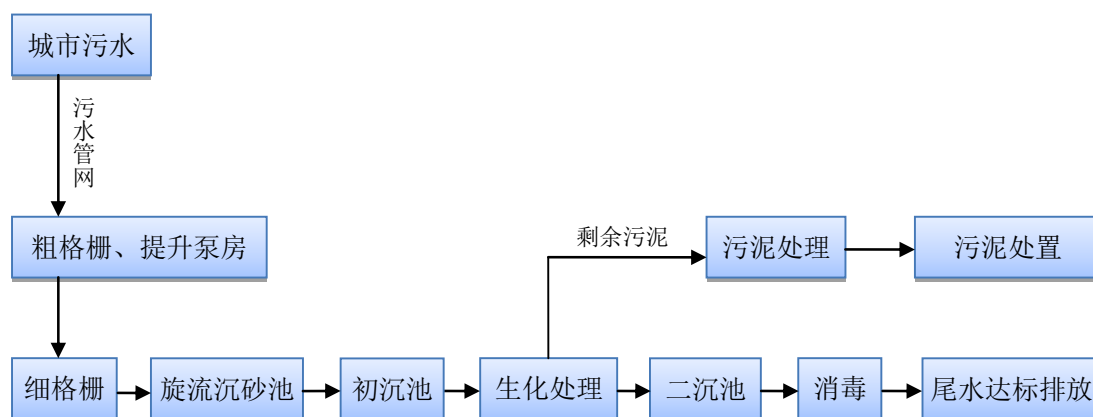 城市污水
污水管网
粗格栅、提升泵房
剩余污泥
污泥处理
污泥处置
细格栅
旋流沉砂池
初沉池
生化处理
二沉池
消毒
尾水达标排放